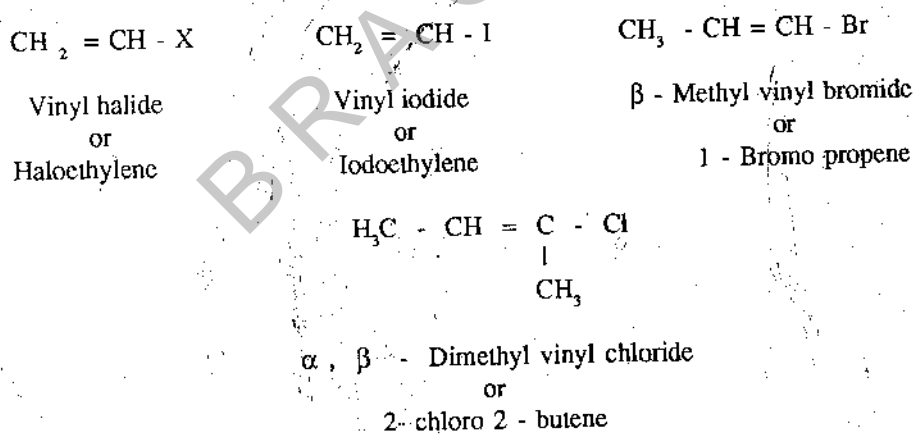 B R A
CH2 = CH - X CH2 = CH - I CH3 - CH = CH - Br
Vinyl halide Vinyl iodide β - Methyl vinyl bromide
or or or
Haloethylene Iodoethylene 1 - Bromo propene
H3C - CH = C - Cl
|
CH3
α , β - Dimethyl vinyl chloride
or
2- chloro 2 - butene